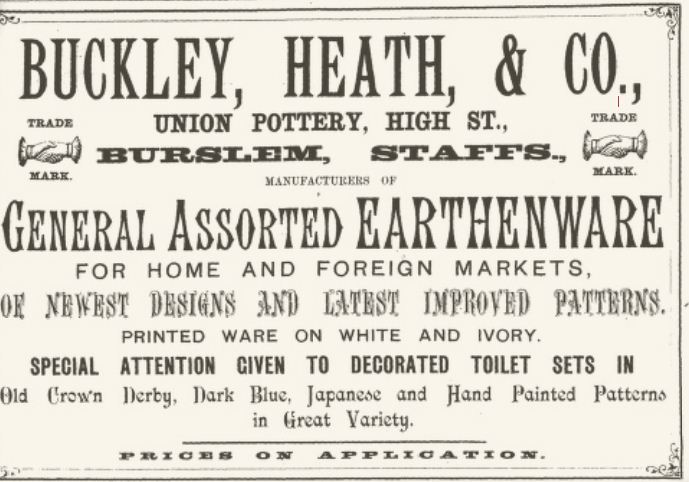 BUCKLEY, HEATH, & CO.,
TRADE MARK.
UNION POTTERY, HIGH ST.,
TRADE MARK.
BURSLEM, STAFFS.,
MANUFACTURERS OF
GENERAL ASSORTED EARTHENWARE
FOR HOME AND FOREIGN MARKETS,
OF NEWEST DESIGNS AND LATEST IMPROVED PATTERNS.
PRINTED WARE ON WHITE AND IVORY.
SPECIAL ATTENTION GIVEN TO DECORATED TOILET SETS IN
Old Crown Derby, Dark Blue, Japanese and Hand Painted Patterns
in Great Variety.
PRICES ON APPLICATION.